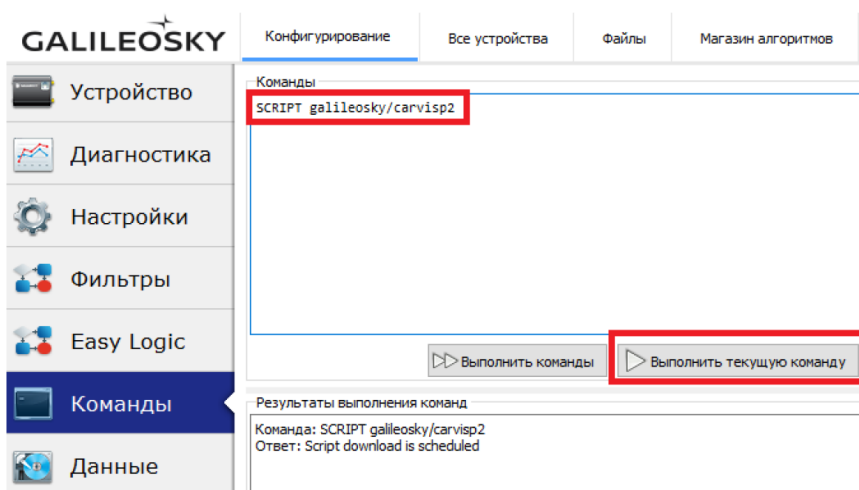 GALILEOSKY
Конфигурирование
Все устройства
Файлы
Магазин алгоритмов
Устройство
Диагностика
Настройки
Фильтры
Easy Logic
Команды
Данные
Команды
SCRIPT galileosky/carvisp2
Выполнить команды
Выполнить текущую команду
Результаты выполнения команд
Команда: SCRIPT galileosky/carvisp2
Ответ: Script download is scheduled